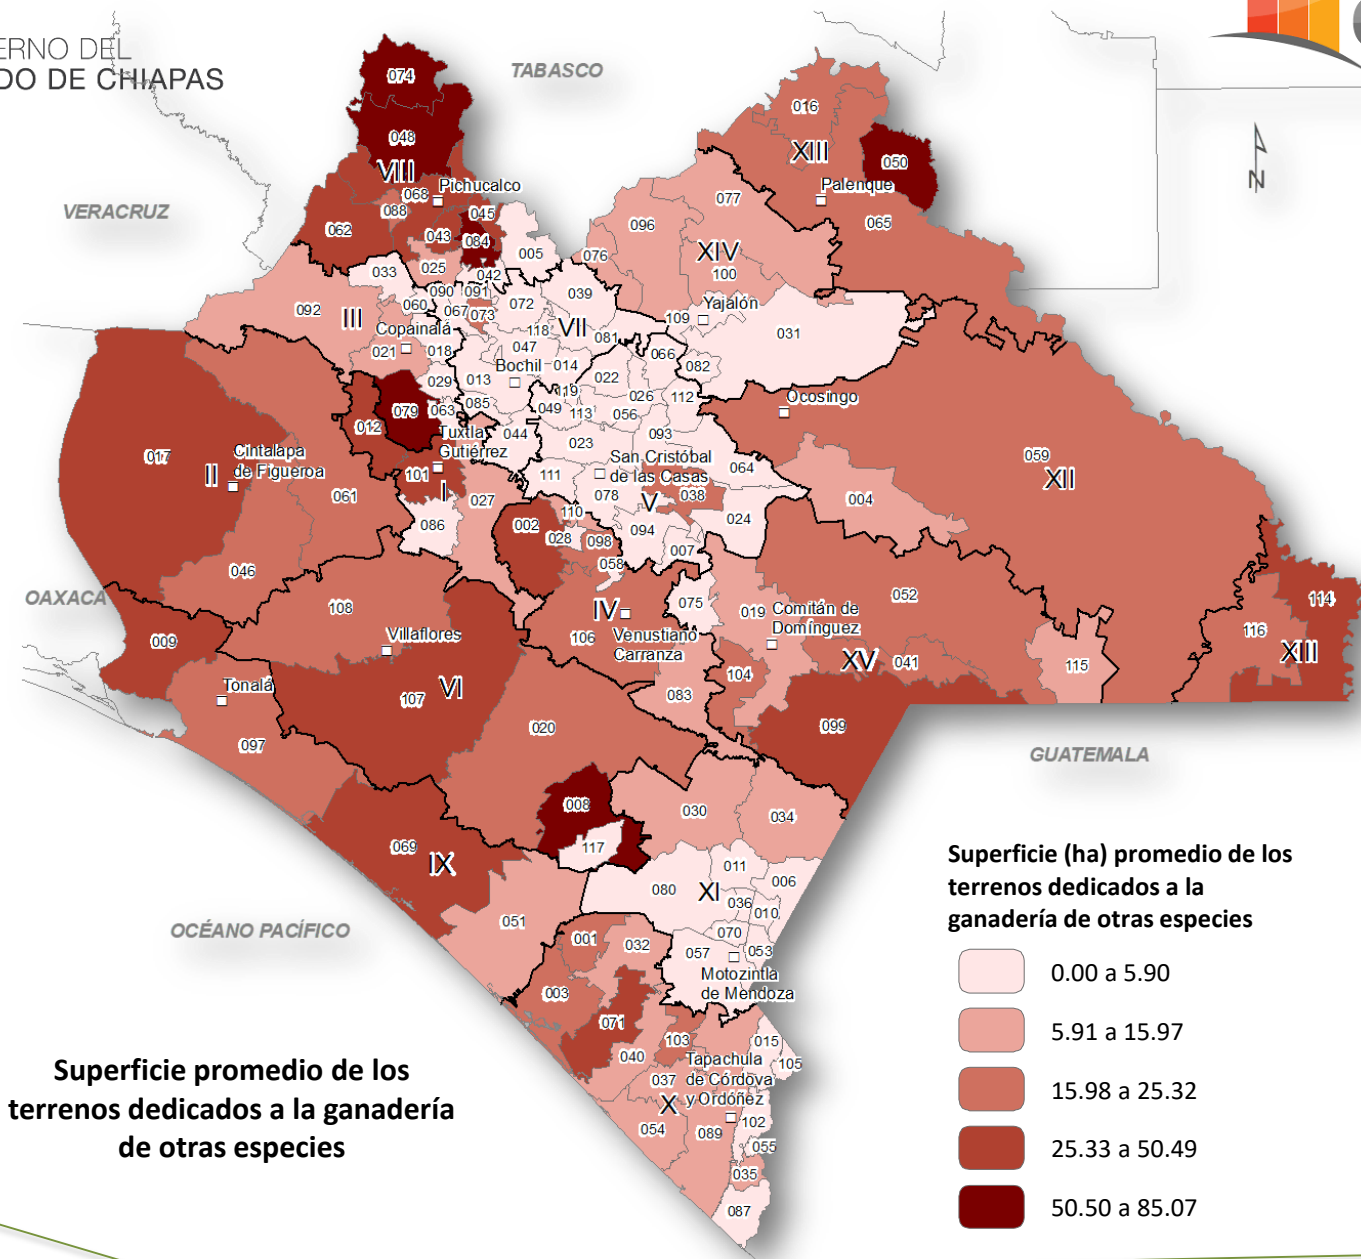 ERNO DEL
DO DE CHIAPAS
TABASCO
VERACRUZ
OAXACA
GUATEMALA
OCÉANO PACÍFICO
N
074
048
VIII
068
Pichucalco
088
045
062
043
084
025
005
042
033
090
091
039
092
III
060
067
073
072
118
VII
Copainalá
021
018
047
081
Bochil
014
029
013
022
066
082
079
063
085
119
026
112
049
113
056
012
Tuxtla
Gutiérrez
044
023
093
017
Cintalapa
de Figueroa
II
061
101
I
027
111
San Cristóbal
de las Casas
064
078
V
038
086
002
110
094
024
028
098
007
058
046
016
XIII
050
Palenque
065
077
096
XIV
076
100
Yajalón
109
031
Ocosingo
059
XII
004
052
108
IV
075
019
Comitán de
Domínguez
106
Venustiano
Carranza
009
Villaflores
XV
041
104
115
114
116
XIII
Tonalá
107
VI
083
097
020
099
008
030
034
117
069
IX
011
006
080
XI
036
010
051
070
001
032
057
053
Motozintla
de Mendoza
003
071
103
015
040
Tapachula
de Córdova
y Ordóñez
105
037
X
102
054
089
055
035
087
Superficie promedio de los
terrenos dedicados a la ganadería
de otras especies
Superficie (ha) promedio de los
terrenos dedicados a la
ganadería de otras especies
0.00 a 5.90
5.91 a 15.97
15.98 a 25.32
25.33 a 50.49
50.50 a 85.07